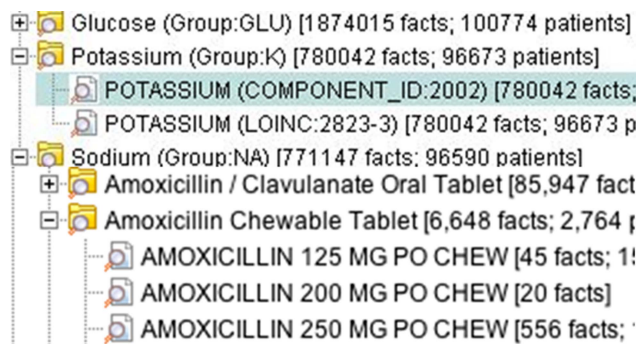 Glucose (Group:GLU) [1874015 facts; 100774 patients]
Potassium (Group:K) [780042 facts; 96673 patients]
POTASSIUM (COMPONENT_ID:2002) [780042 facts;
POTASSIUM (LOINC:2823-3) [780042 facts; 96673 p
Sodium (Group:NA) [771147 facts; 96590 patients]
Amoxicillin / Clavulanate Oral Tablet [85,947 fact
Amoxicillin Chewable Tablet [6,648 facts; 2,764
AMOXICILLIN 125 MG PO CHEW [45 facts;
AMOXICILLIN 200 MG PO CHEW [20 facts]
AMOXICILLIN 250 MG PO CHEW [556 facts;